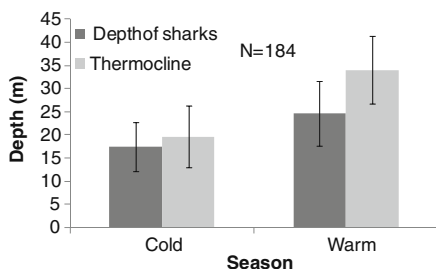 45
40
35
30
25
20
15
10
5
0
Depth (m)
Depthof sharks
Thermocline
N=184
Cold
Warm
Season